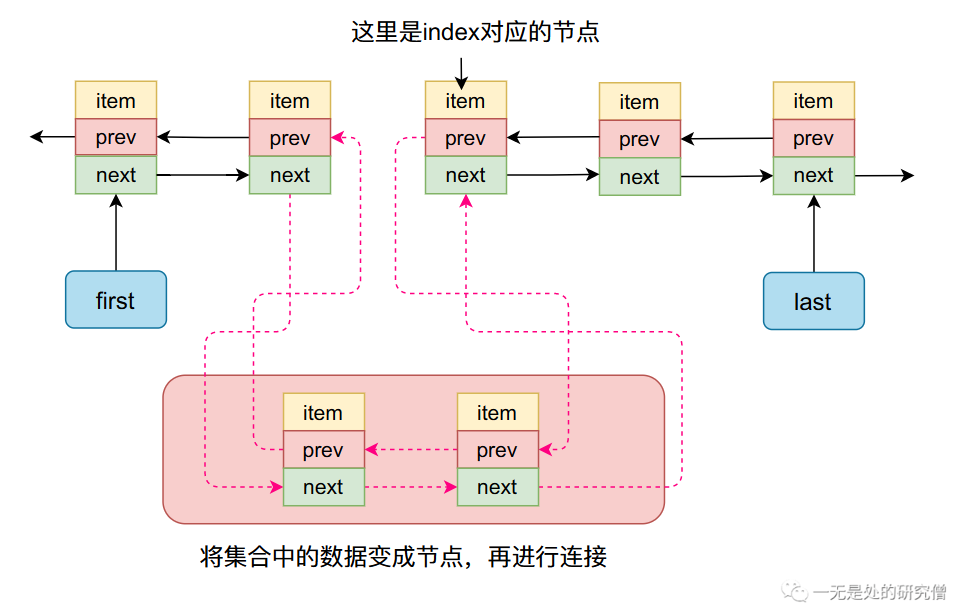 这里是index对应的节点
item item item item item
prev prev prev prev prev
next next next next next
first last
item item
prev prev
next next
将集合中的数据变成节点，再进行连接
一无是处的研究僧